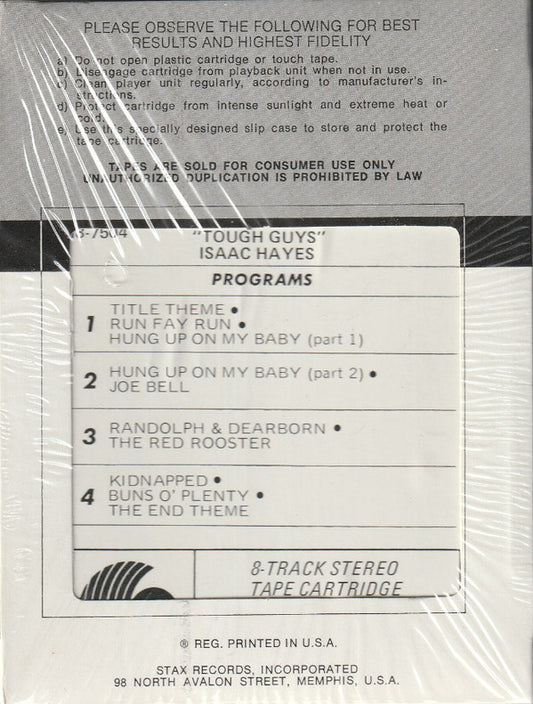 PLEASE OBSERVE THE FOLLOWING FOR BEST
RESULTS AND HIGHEST FIDELITY
a) Do not open plastic cartridge or touch tape.
b) Disengage cartridge from playback unit when not in use.
c) Clean player unit regularly, according to manufacturer's in-
structions.
d) Protect cartridge from intense sunlight and extreme heat or
cold.
e) Use this specially designed slip case to store and protect the
tape cartridge.
TAPES ARE SOLD FOR CONSUMER USE ONLY
UNAUTHORIZED DUPLICATION IS PROHIBITED BY LAW
"TOUGH GUYS"
ISAAC HAYES
PROGRAMS
1 TITLE THEME •
RUN FAY RUN •
HUNG UP ON MY BABY (part 1)
2 HUNG UP ON MY BABY (part 2) •
JOE BELL
3 RANDOLPH & DEARBORN •
THE RED ROOSTER
4 KIDNAPPED •
BUNS O' PLENTY •
THE END THEME
8-TRACK STEREO
TAPE CARTRIDGE
® REG. PRINTED IN U.S.A.
STAX RECORDS, INCORPORATED
98 NORTH AVALON STREET, MEMPHIS, U.S.A.